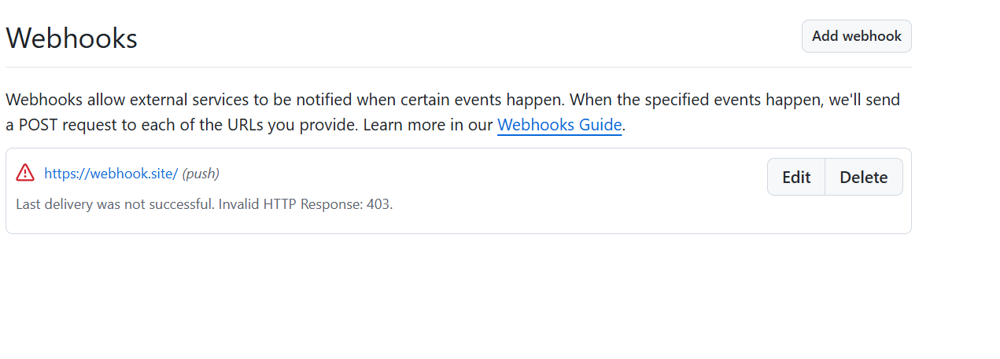 Webhooks
Add webhook
Webhooks allow external services to be notified when certain events happen. When the specified events happen, we'll send
a POST request to each of the URLs you provide. Learn more in our Webhooks Guide.
https://webhook.site/ (push)
Edit
Delete
Last delivery was not successful. Invalid HTTP Response: 403.